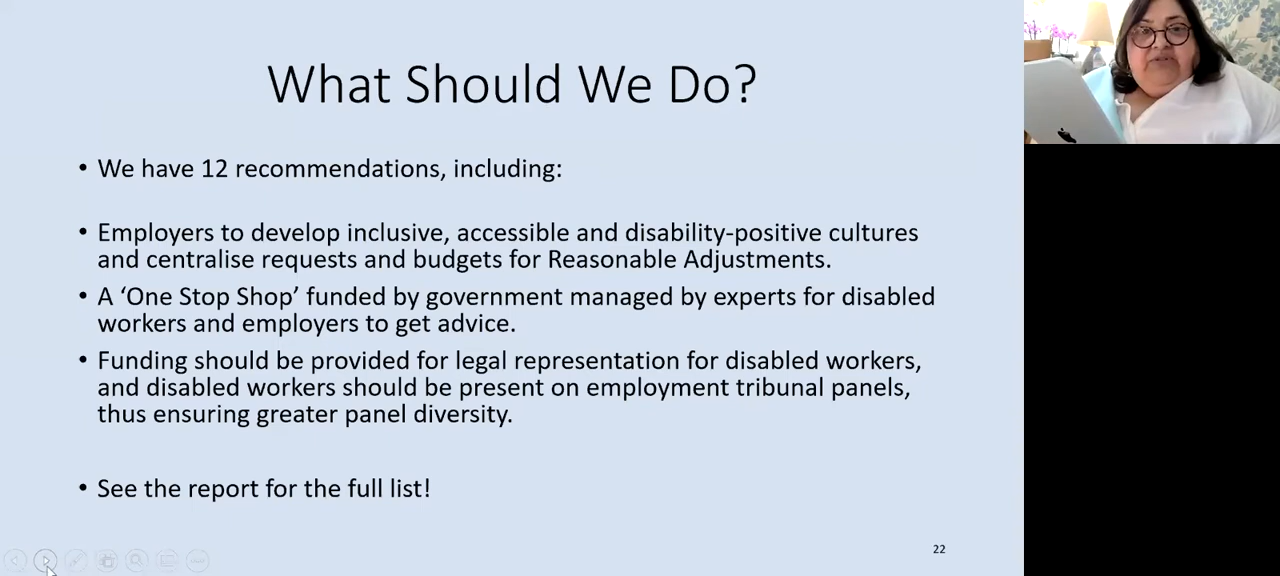 What Should We Do?
• We have 12 recommendations, including:
• Employers to develop inclusive, accessible and disability-positive cultures
and centralise requests and budgets for Reasonable Adjustments.
• A ‘One Stop Shop’ funded by government managed by experts for disabled
workers and employers to get advice.
• Funding should be provided for legal representation for disabled workers,
and disabled workers should be present on employment tribunal panels,
thus ensuring greater panel diversity.
• See the report for the full list!
22